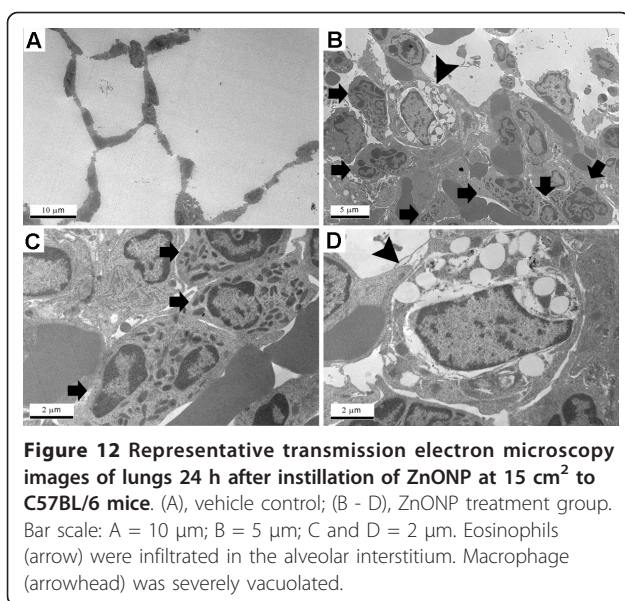 A
B
10 µm
5 µm
C
D
2 µm
2 µm
Figure 12 Representative transmission electron microscopy
images of lungs 24 h after instillation of ZnONP at 15 cm² to
C57BL/6 mice. (A), vehicle control; (B - D), ZnONP treatment group.
Bar scale: A = 10 μm; B = 5 μm; C and D = 2 μm. Eosinophils
(arrow) were infiltrated in the alveolar interstitium. Macrophage
(arrowhead) was severely vacuolated.